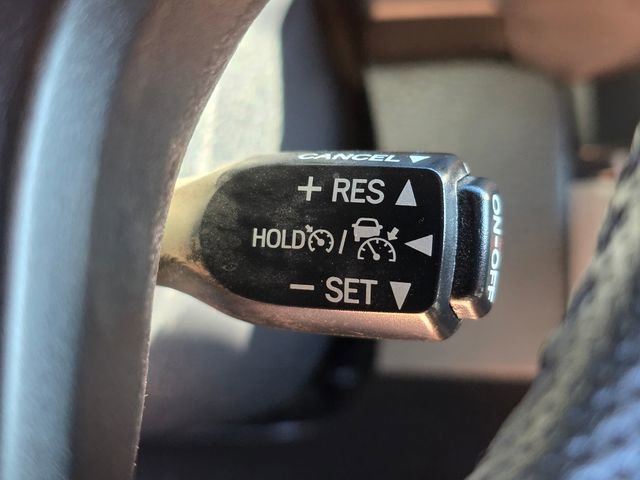 CANCEL
+ RES
HOLD /
− SET
ON-OFF